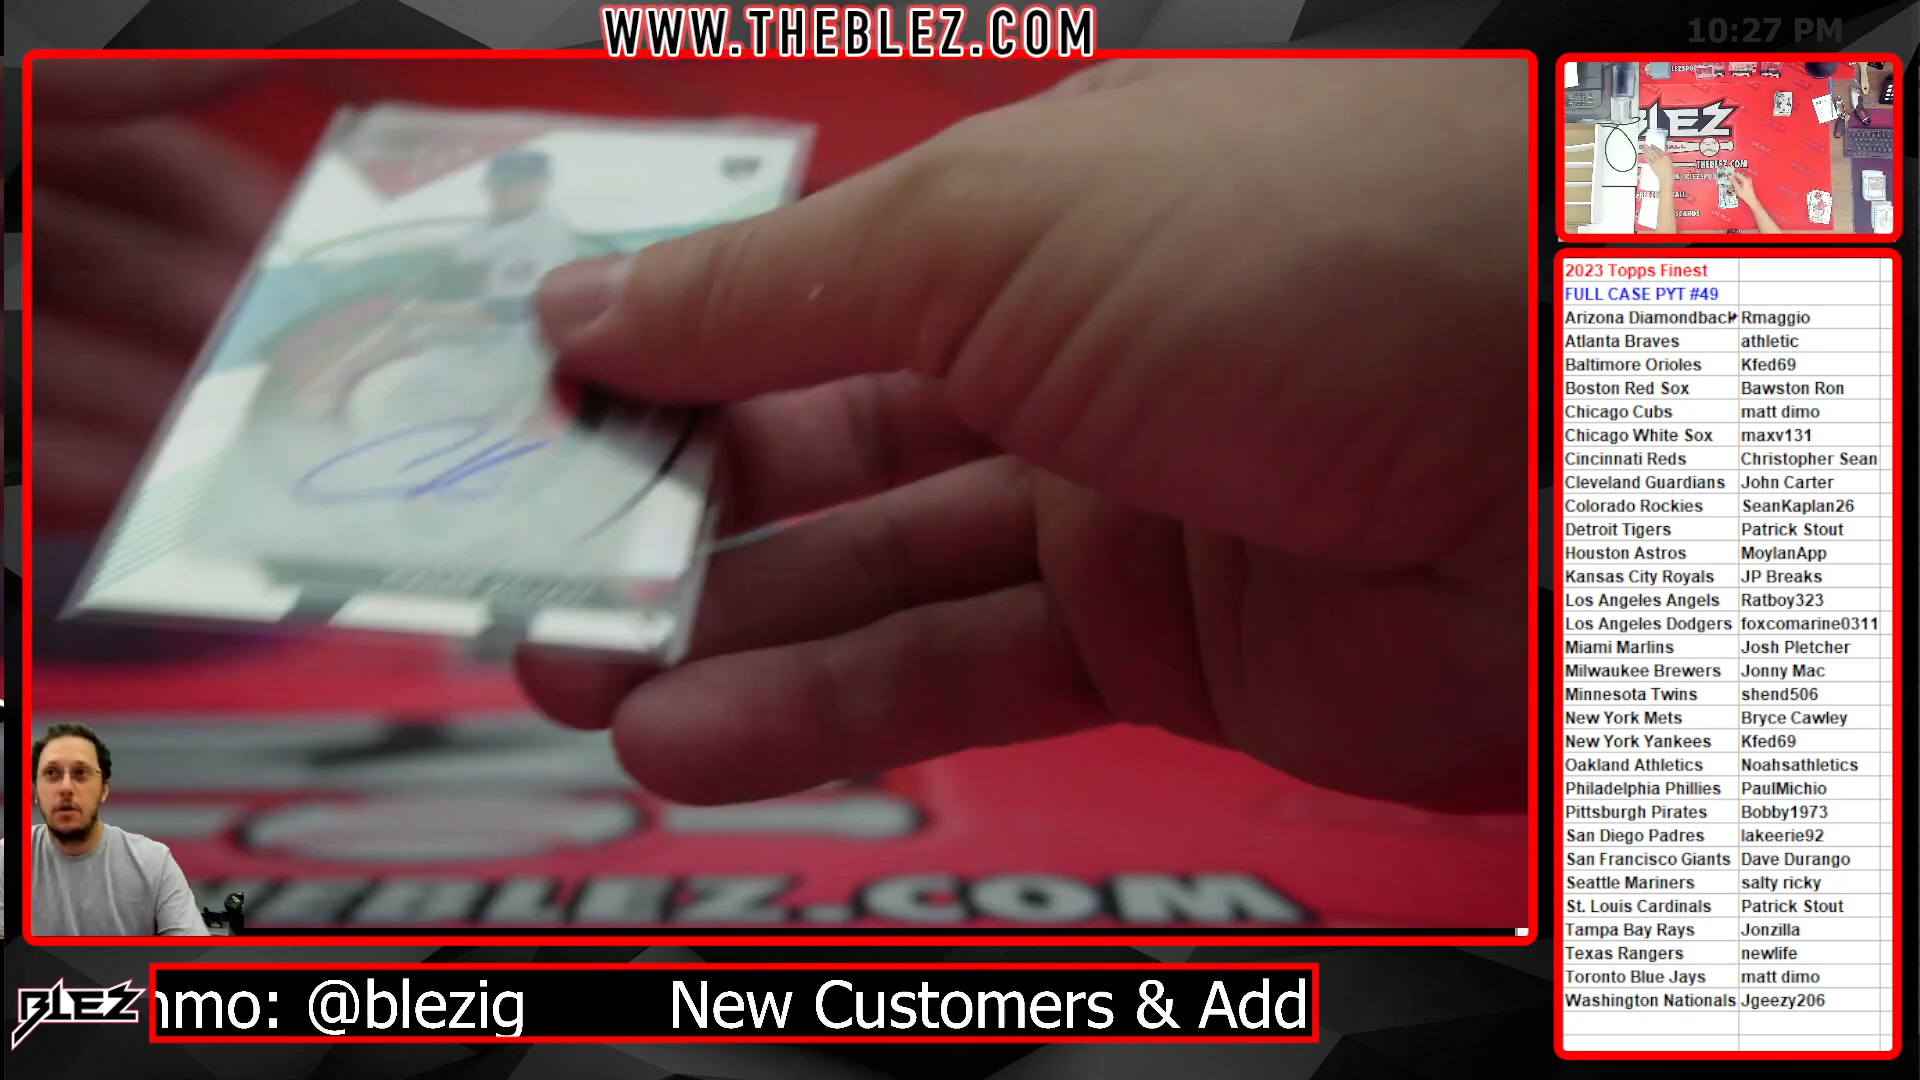 WWW.THEBLEZ.COM
10:27 PM
2023 Topps Finest
FULL CASE PYT #49
Arizona Diamondback Rmaggio
Atlanta Braves athletic
Baltimore Orioles Kfed69
Boston Red Sox Bawston Ron
Chicago Cubs matt dimo
Chicago White Sox maxv131
Cincinnati Reds Christopher Sean
Cleveland Guardians John Carter
Colorado Rockies SeanKaplan26
Detroit Tigers Patrick Stout
Houston Astros MoylanApp
Kansas City Royals JP Breaks
Los Angeles Angels Ratboy323
Los Angeles Dodgers foxcomarine0311
Miami Marlins Josh Pletcher
Milwaukee Brewers Jonny Mac
Minnesota Twins shend506
New York Mets Bryce Cawley
New York Yankees Kfed69
Oakland Athletics Noahsathletics
Philadelphia Phillies PaulMichio
Pittsburgh Pirates Bobby1973
San Diego Padres lakeerie92
San Francisco Giants Dave Durango
Seattle Mariners salty ricky
St. Louis Cardinals Patrick Stout
Tampa Bay Rays Jonzilla
Texas Rangers newlife
Toronto Blue Jays matt dimo
Washington Nationals Jgeezy206
LEZ
THEBLEZ.COM
HEBLEZ.COM
BLEZ
nmo: @blezig New Customers & Add